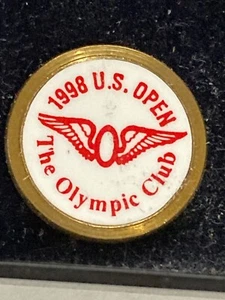 1998 U.S. OPEN
The Olympic Club